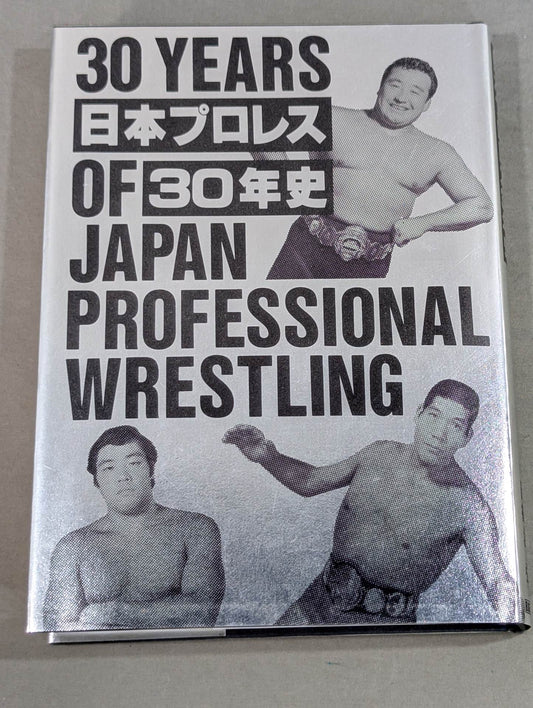 30 YEARS
日本プロレス
OF 30年史
JAPAN
PROFESSIONAL
WRESTLING